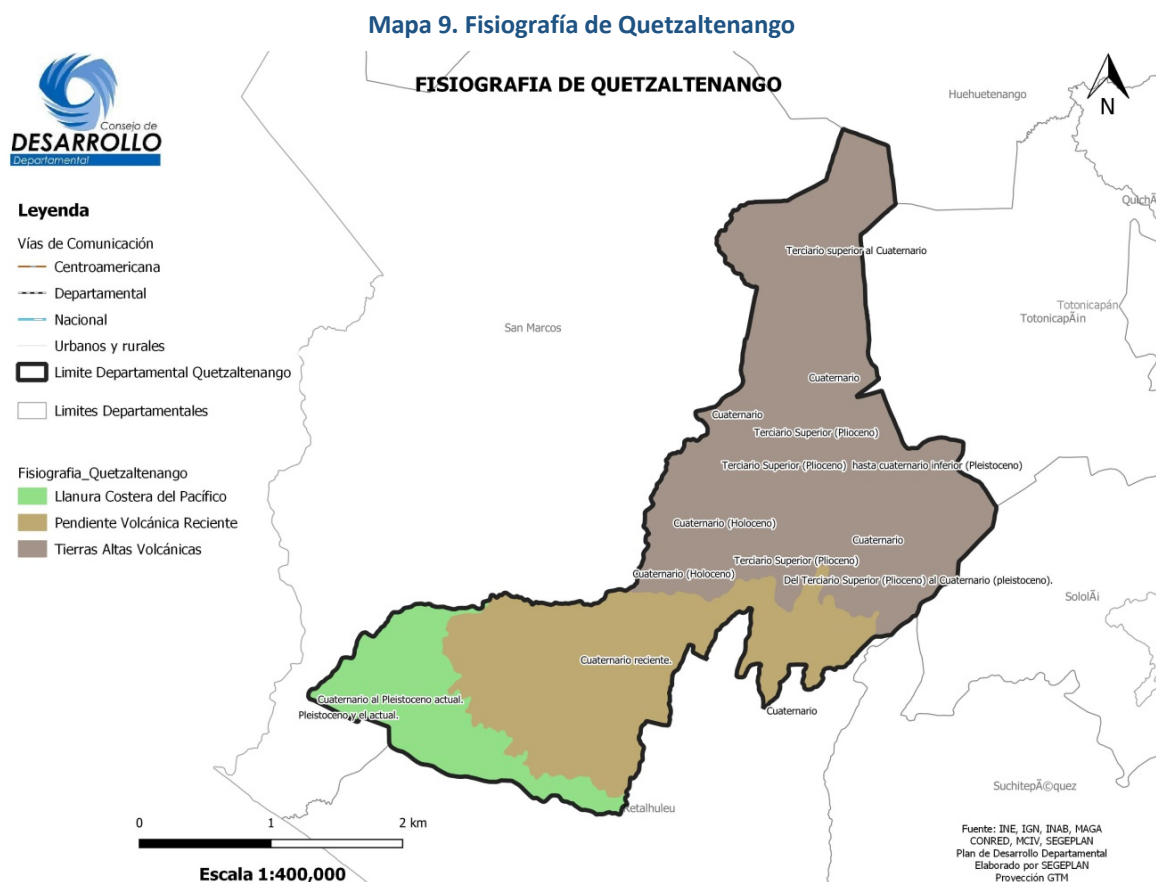 Mapa 9. Fisiografía de Quetzaltenango
FISIOGRAFIA DE QUETZALTENANGO
Consejo de
DESARROLLO
Departamental
N
Huehuetenango
QuichÃ
Leyenda
Vías de Comunicación
Centroamericana
Departamental
Nacional
Urbanos y rurales
Limite Departamental Quetzaltenango
Limites Departamentales
Fisiografia_Quetzaltenango
Llanura Costera del Pacífico
Pendiente Volcánica Reciente
Tierras Altas Volcánicas
Terciario superior al Cuaternario
Totonicapán
TotonicapÃin
San Marcos
Cuaternario
Cuaternario
Terciario Superior (Plioceno)
Terciario Superior (Plioceno) hasta cuaternario inferior (Pleistoceno)
Cuaternario (Holoceno)
Cuaternario
Terciario Superior (Plioceno)
Cuaternario (Holoceno)
Del Terciario Superior (Plioceno) al Cuaternario (pleistoceno).
SololÃi
Cuaternario reciente.
Cuaternario al Pleistoceno actual.
Pleistoceno y el actual.
Cuaternario
SuchitepÃ©quez
Retalhuleu
0 1 2 km
Escala 1:400,000
Fuente: INE, IGN, INAB, MAGA
CONRED, MCIV, SEGEPLAN
Plan de Desarrollo Departamental
Elaborado por SEGEPLAN
Proyección GTM